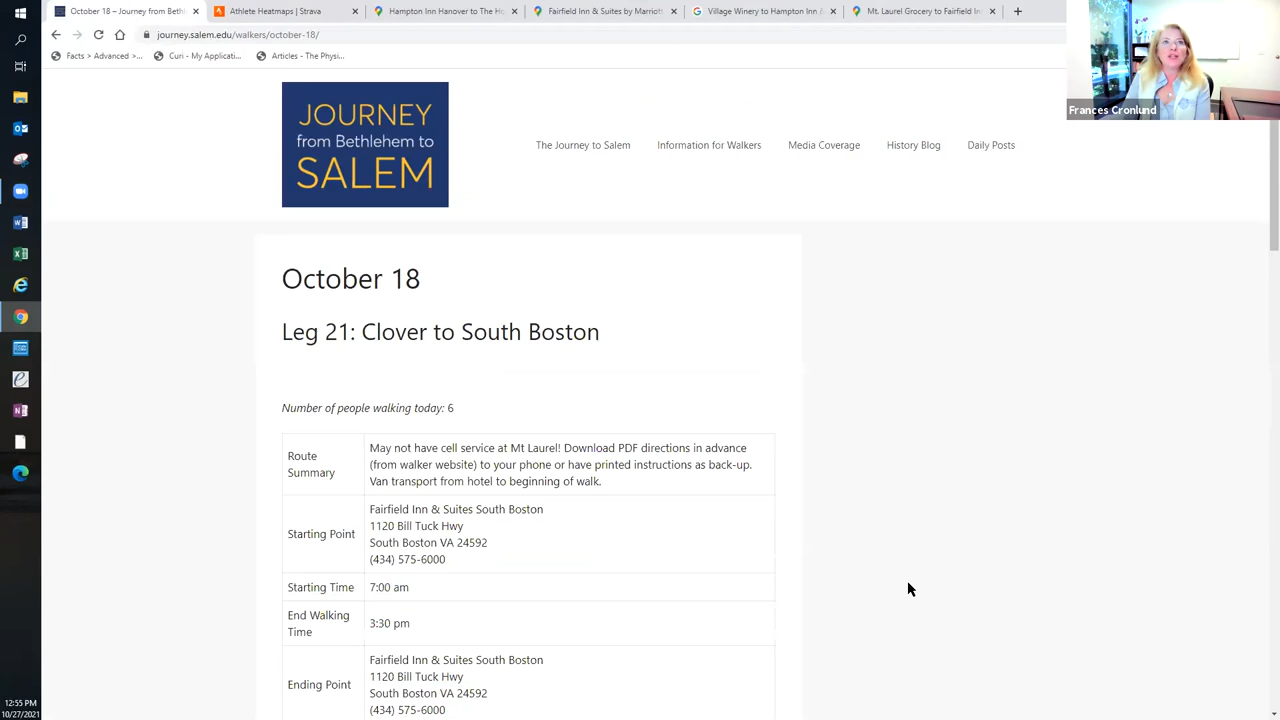 October 18 – Journey from Bethl
Athlete Heatmaps | Strava
Hampton Inn Hanover to The Ho
Fairfield Inn & Suites by Marriott
Village Winery to Hampton Inn &
Mt. Laurel Grocery to Fairfield In
journey.salem.edu/walkers/october-18/
Facts > Advanced >...
Curi - My Applicati...
Articles - The Physi...
Frances Cronlund
JOURNEY
from Bethlehem to
SALEM
The Journey to Salem
Information for Walkers
Media Coverage
History Blog
Daily Posts
October 18
Leg 21: Clover to South Boston
Number of people walking today: 6
Route
Summary
May not have cell service at Mt Laurel! Download PDF directions in advance
(from walker website) to your phone or have printed instructions as back-up.
Van transport from hotel to beginning of walk.
Starting Point
Fairfield Inn & Suites South Boston
1120 Bill Tuck Hwy
South Boston VA 24592
(434) 575-6000
Starting Time
7:00 am
End Walking
Time
3:30 pm
Ending Point
Fairfield Inn & Suites South Boston
1120 Bill Tuck Hwy
South Boston VA 24592
(434) 575-6000
12:55 PM
10/27/2021